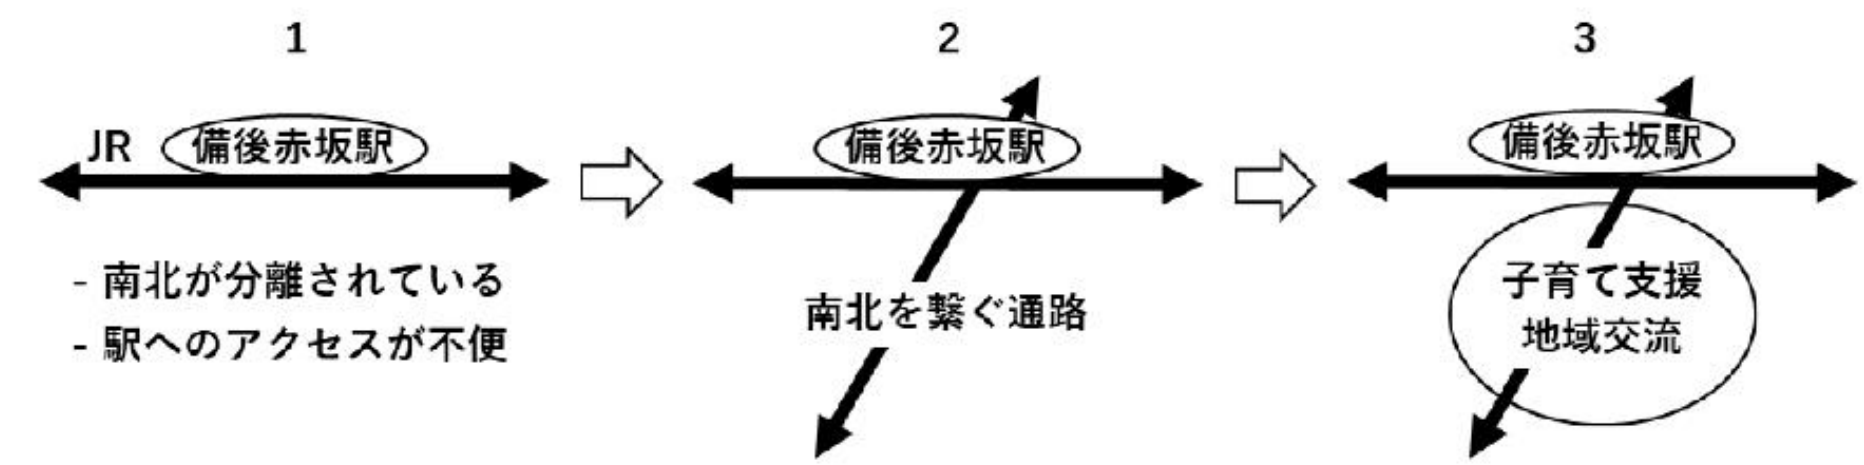 1
JR 備後赤坂駅
- 南北が分離されている
- 駅へのアクセスが不便
2
備後赤坂駅
南北を繋ぐ通路
3
備後赤坂駅
子育て支援
地域交流